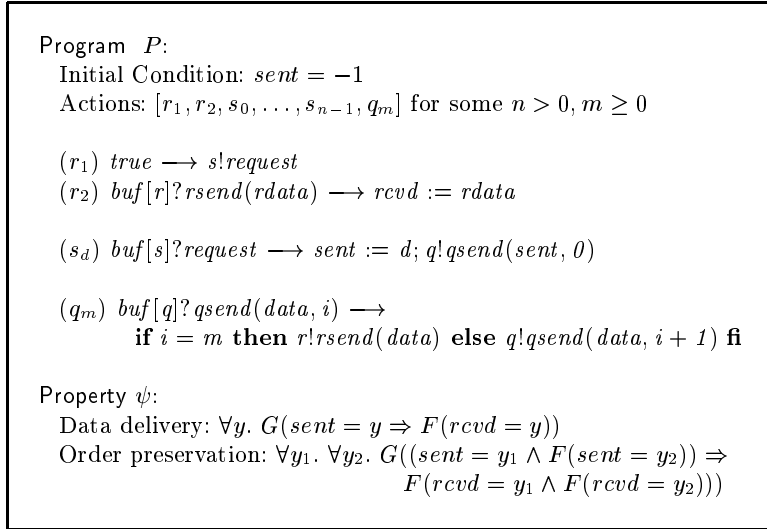 Program P:
Initial Condition: sent = −1
Actions: [r₁, r₂, s₀, . . . , sₙ₋₁, qₘ] for some n > 0, m ≥ 0
(r₁) true ⟶ s!request
(r₂) buf[r]?rsend(rdata) ⟶ rcvd := rdata
(s_d) buf[s]?request ⟶ sent := d; q!qsend(sent, 0)
(qₘ) buf[q]?qsend(data, i) ⟶
if i = m then r!rsend(data) else q!qsend(data, i + 1) fi
Property ψ:
Data delivery: ∀y. G(sent = y ⇒ F(rcvd = y))
Order preservation: ∀y₁. ∀y₂. G((sent = y₁ ∧ F(sent = y₂)) ⇒
F(rcvd = y₁ ∧ F(rcvd = y₂)))